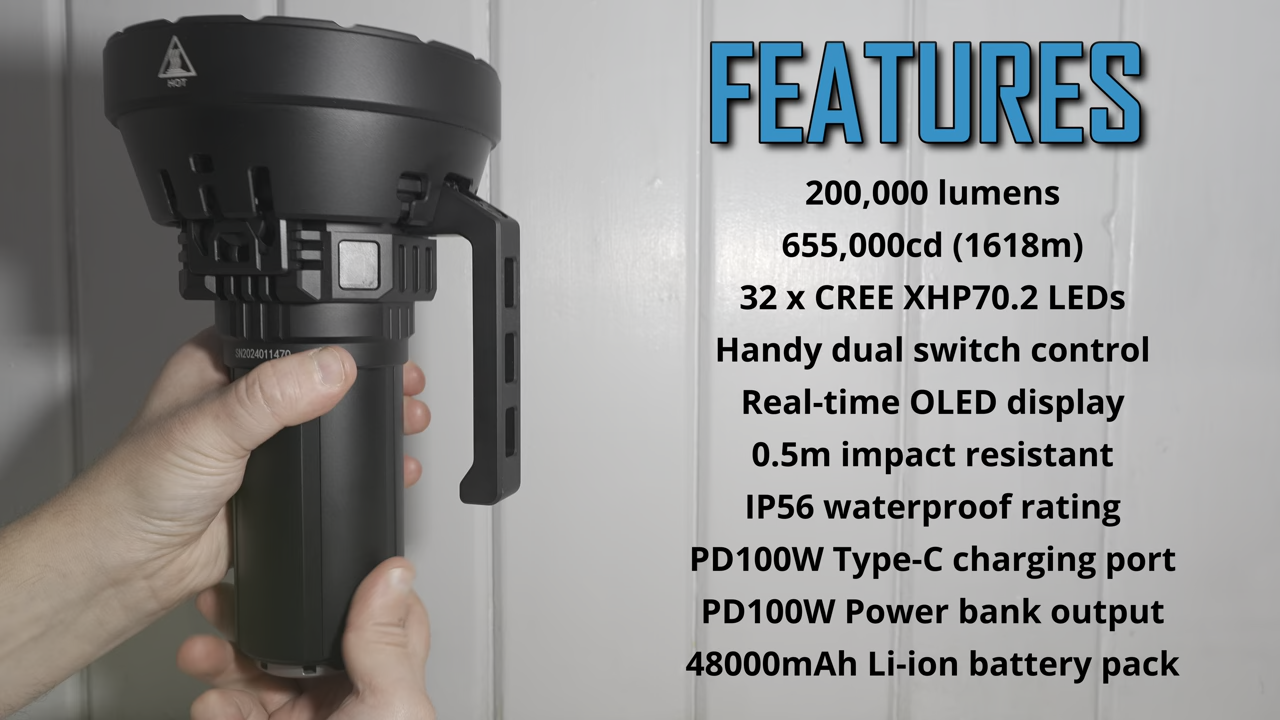 HOT
SN2024011470
FEATURES
200,000 lumens
655,000cd (1618m)
32 x CREE XHP70.2 LEDs
Handy dual switch control
Real-time OLED display
0.5m impact resistant
IP56 waterproof rating
PD100W Type-C charging port
PD100W Power bank output
48000mAh Li-ion battery pack